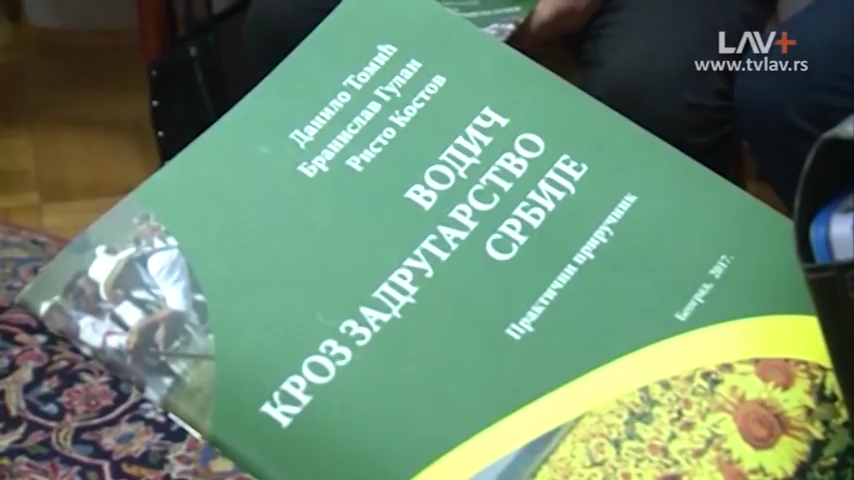 LAV+
www.tvlav.rs
Данило Томић
Бранислав Гулан
Ристо Костов
ВОДИЧ
КРОЗ ЗАДРУГАРСТВО
СРБИЈЕ
Практични приручник
Београд, 2017.